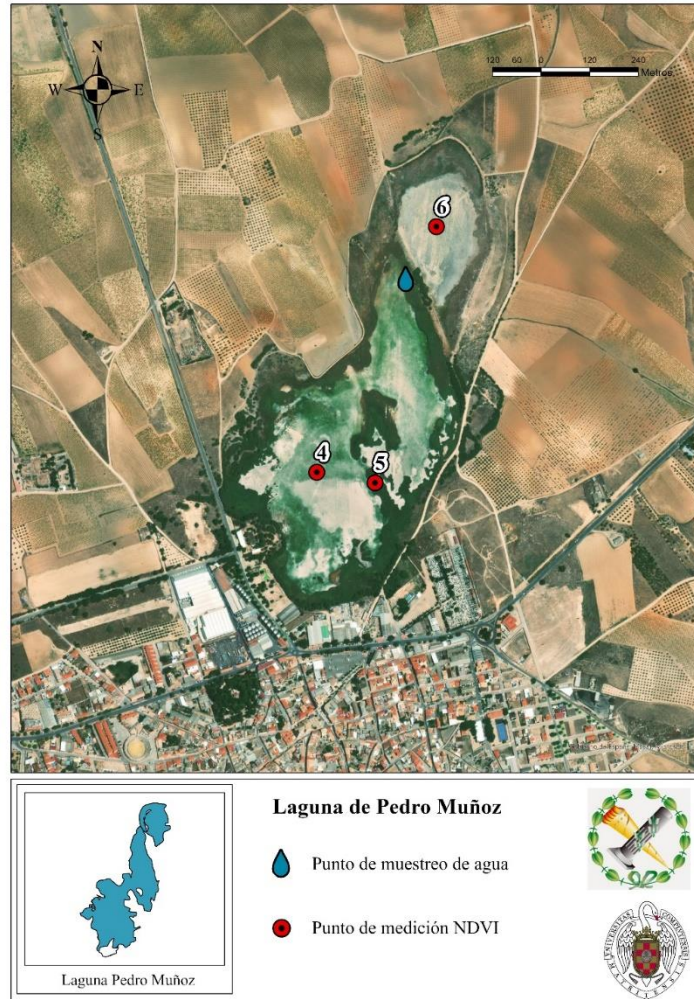 N
W E
S
120 60 0 120 240
Metros
6
4
5
Laguna de Pedro Muñoz
Punto de muestreo de agua
Punto de medición NDVI
Laguna Pedro Muñoz